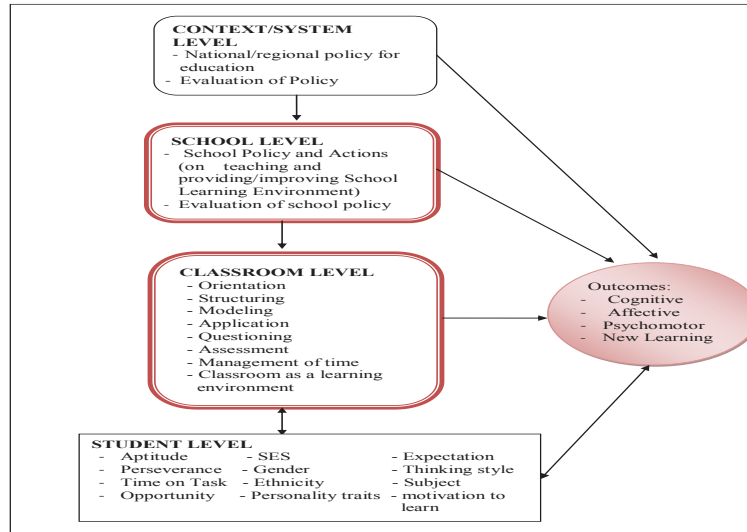 CONTEXT/SYSTEM
LEVEL
- National/regional policy for
education
- Evaluation of Policy
SCHOOL LEVEL
- School Policy and Actions
(on teaching and
providing/improving School
Learning Environment)
- Evaluation of school policy
CLASSROOM LEVEL
- Orientation
- Structuring
- Modeling
- Application
- Questioning
- Assessment
- Management of time
- Classroom as a learning
environment
Outcomes:
- Cognitive
- Affective
- Psychomotor
- New Learning
STUDENT LEVEL
- Aptitude - SES - Expectation
- Perseverance - Gender - Thinking style
- Time on Task - Ethnicity - Subject
- Opportunity - Personality traits - motivation to
learn